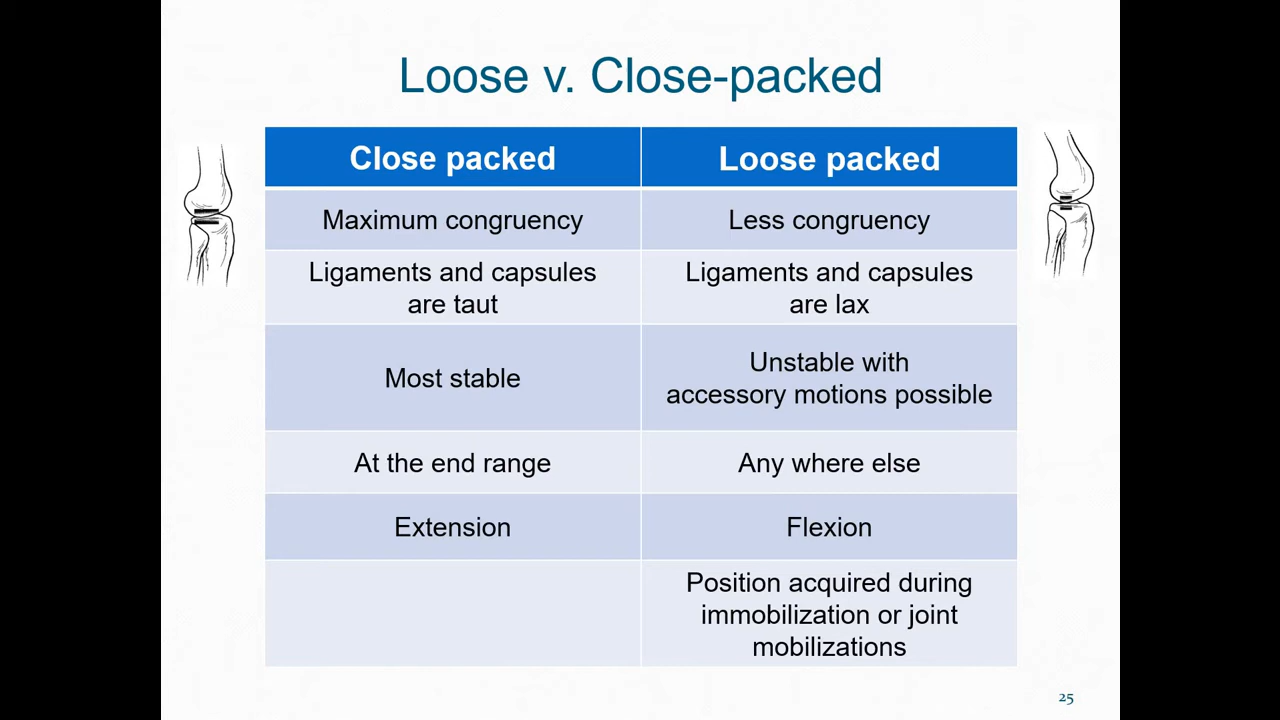 Loose v. Close-packed
Close packed
Loose packed
Maximum congruency
Less congruency
Ligaments and capsules
are taut
Ligaments and capsules
are lax
Most stable
Unstable with
accessory motions possible
At the end range
Any where else
Extension
Flexion
Position acquired during
immobilization or joint
mobilizations
25